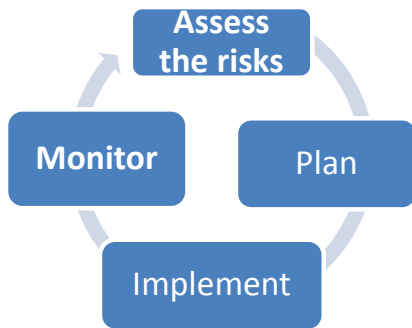 Assess
the risks
Plan
Implement
Monitor